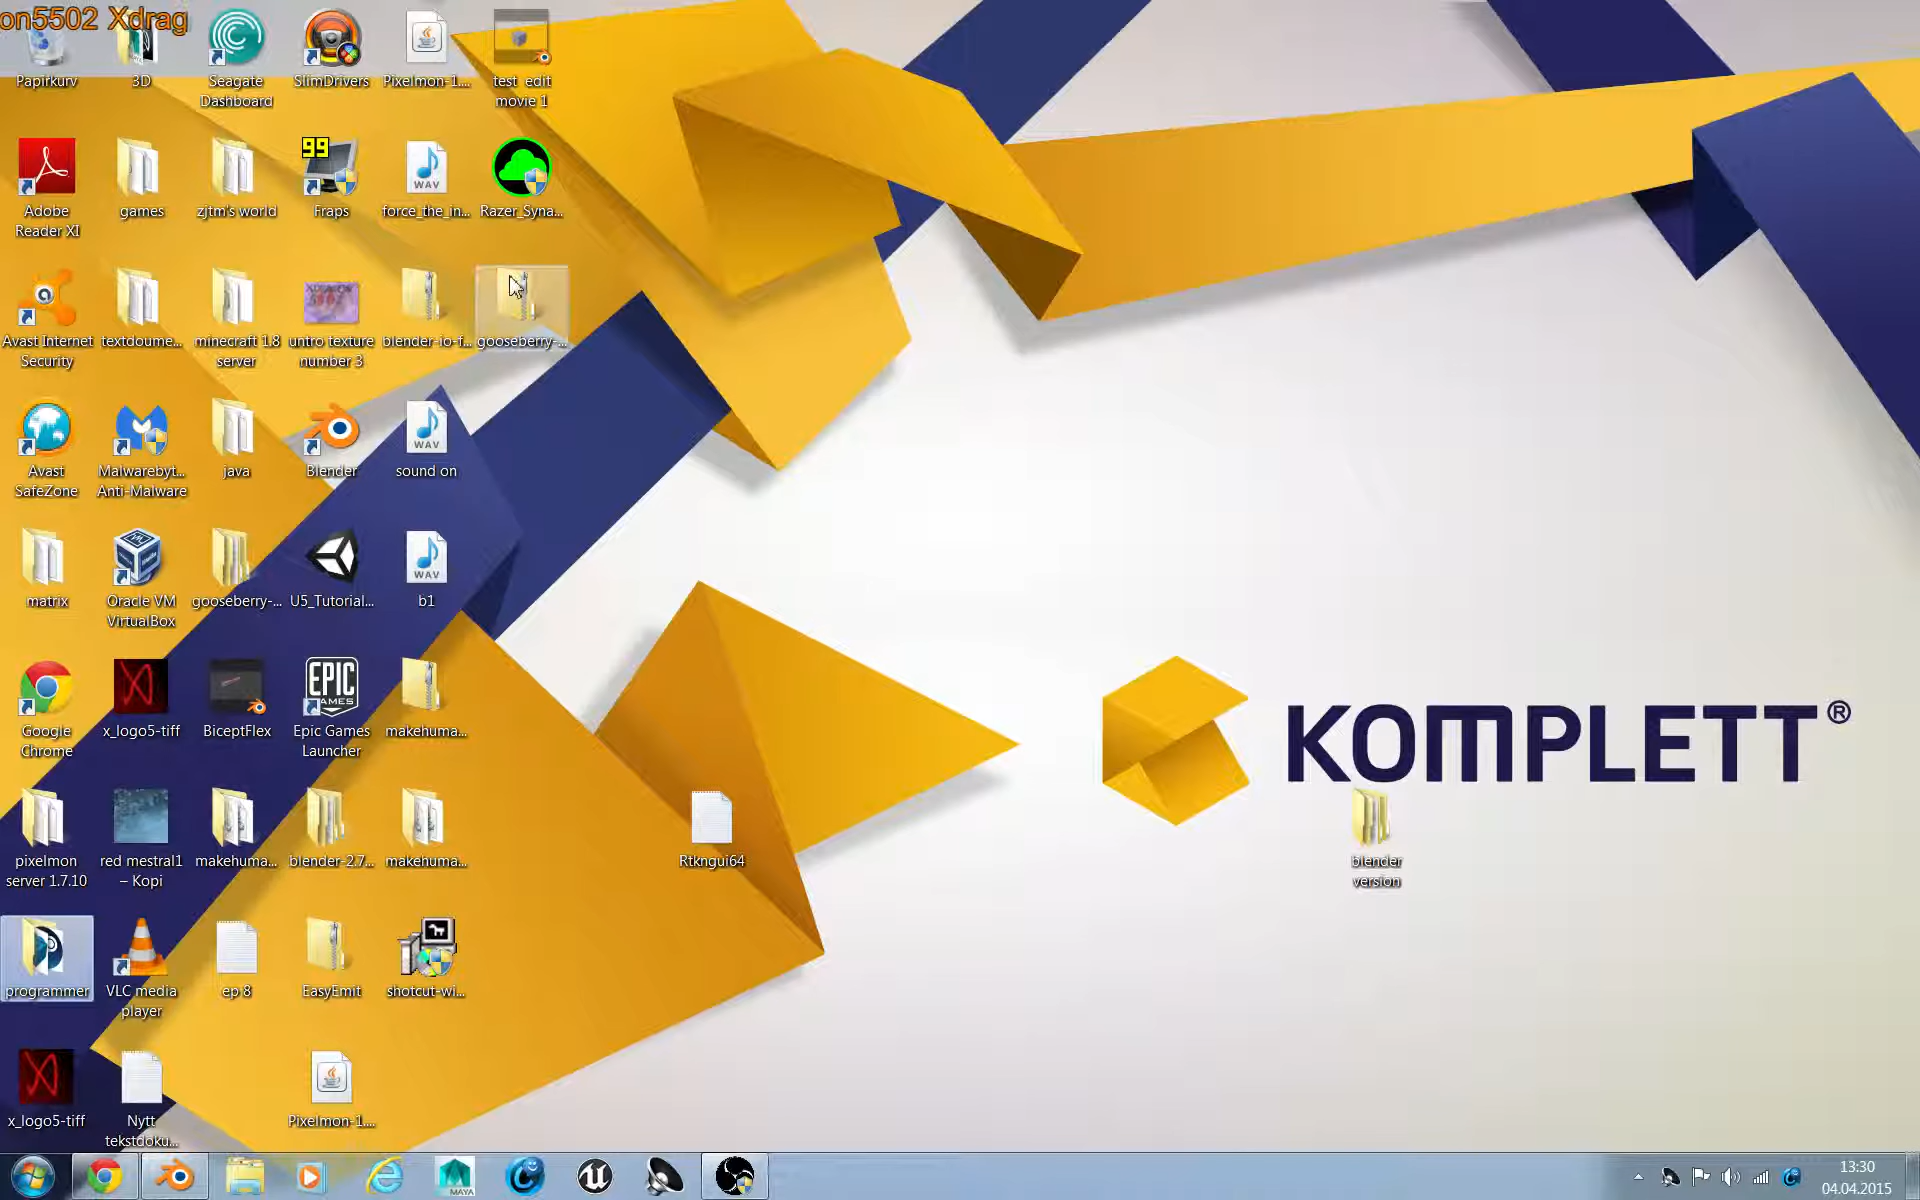 on5502 Xdrag
Papirkurv
3D
Seagate
Dashboard
SlimDrivers
Pixelmon-1....
test edit
movie 1
Adobe
Reader XI
games
zjtm's world
99
Fraps
WAV
force_the_in...
Razer_Syna...
Avast Internet
Security
textdoume...
minecraft 1.8
server
untro texture
number 3
blender-io-f...
gooseberry-...
Avast
SafeZone
Malwarebyt...
Anti-Malware
java
Blender
WAV
sound on
matrix
Oracle VM
VirtualBox
gooseberry-...
U5_Tutorial...
WAV
b1
Google
Chrome
x_logo5-tiff
BiceptFlex
EPIC
GAMES
Epic Games
Launcher
makehuma...
KOMPLETT®
pixelmon
server 1.7.10
red mestral1
– Kopi
makehuma...
blender-2.7...
makehuma...
Rtkngui64
blender
version
programmer
VLC media
player
ep 8
EasyEmit
shotcut-wi...
x_logo5-tiff
Nytt
tekstdoku...
Pixelmon-1....
MAYA
13:30
04.04.2015